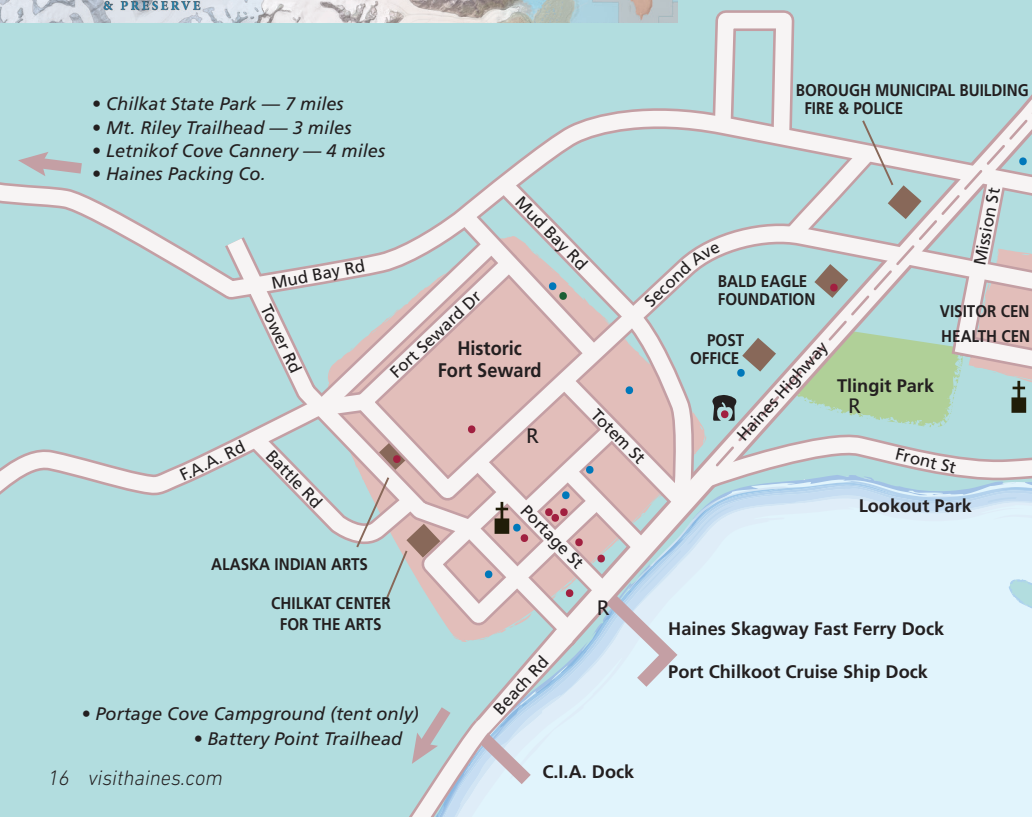 & PRESERVE
• Chilkat State Park — 7 miles
• Mt. Riley Trailhead — 3 miles
• Letnikof Cove Cannery — 4 miles
• Haines Packing Co.
BOROUGH MUNICIPAL BUILDING
FIRE & POLICE
Mission St
Mud Bay Rd
Mud Bay Rd
Second Ave
BALD EAGLE
FOUNDATION
Tower Rd
Fort Seward Dr
VISITOR CEN
HEALTH CEN
Historic
Fort Seward
POST
OFFICE
Haines Highway
Tlingit Park
R
R
Totem St
F.A.A. Rd
Battle Rd
Front St
Lookout Park
Portage St
ALASKA INDIAN ARTS
CHILKAT CENTER
FOR THE ARTS
R
Haines Skagway Fast Ferry Dock
Port Chilkoot Cruise Ship Dock
Beach Rd
• Portage Cove Campground (tent only)
• Battery Point Trailhead
C.I.A. Dock
16 visithaines.com